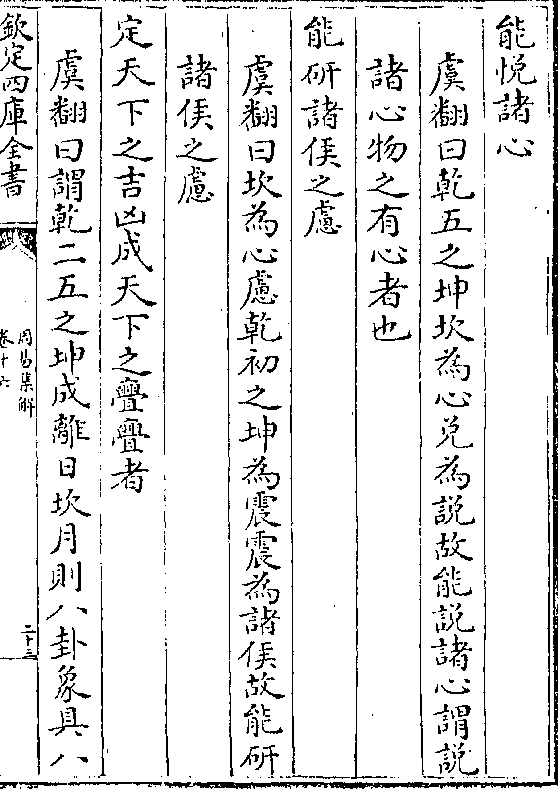 能悦諸心
虞翻曰乾五之坤坎為心兑為説故能説諸心謂説
諸心物之有心者也
能研諸侯之慮
虞翻曰坎為心慮乾初之坤為震震為諸侯故能研
諸侯之慮
定天下之吉凶成天下之亹亹者
虞翻曰謂乾二五之坤成離日坎月則八卦象具八
欽定四庫全書
周易集解
卷十六
二十三